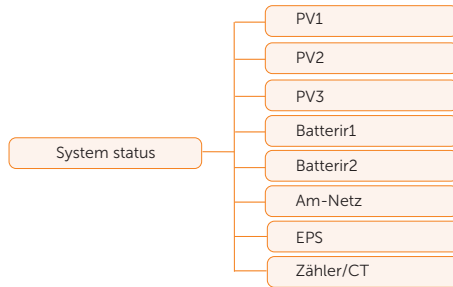 PV1
PV2
PV3
Batterir1
System status
Batterir2
Am-Netz
EPS
Zähler/CT